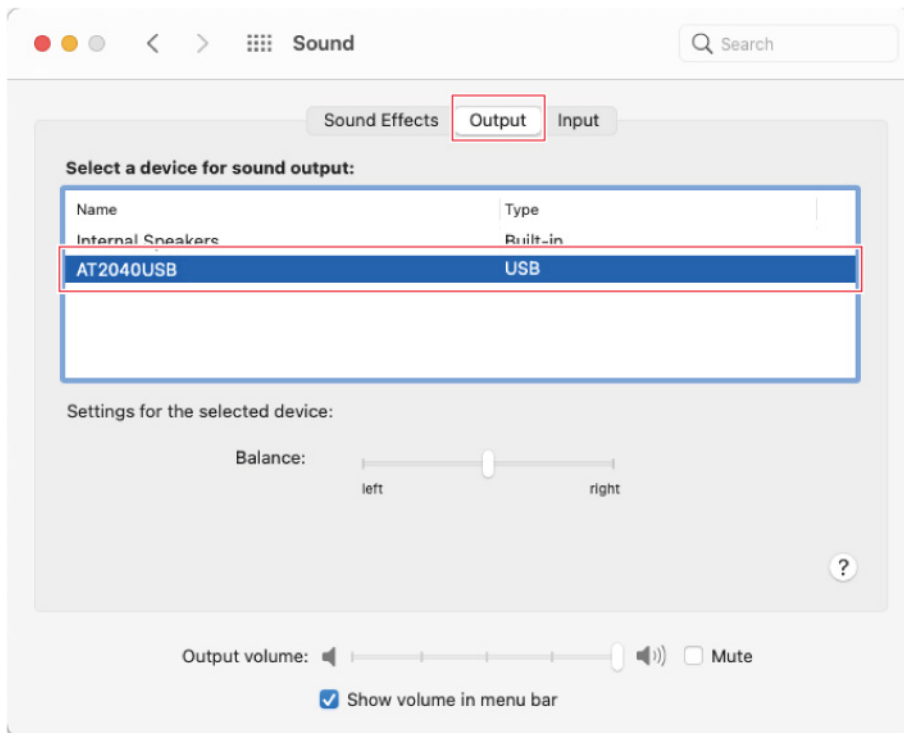 Sound
Search
Sound Effects Output Input
Select a device for sound output:
Name Type
Internal Speakers Built-in
AT2040USB USB
Settings for the selected device:
Balance:
left right
?
Output volume: Mute
Show volume in menu bar